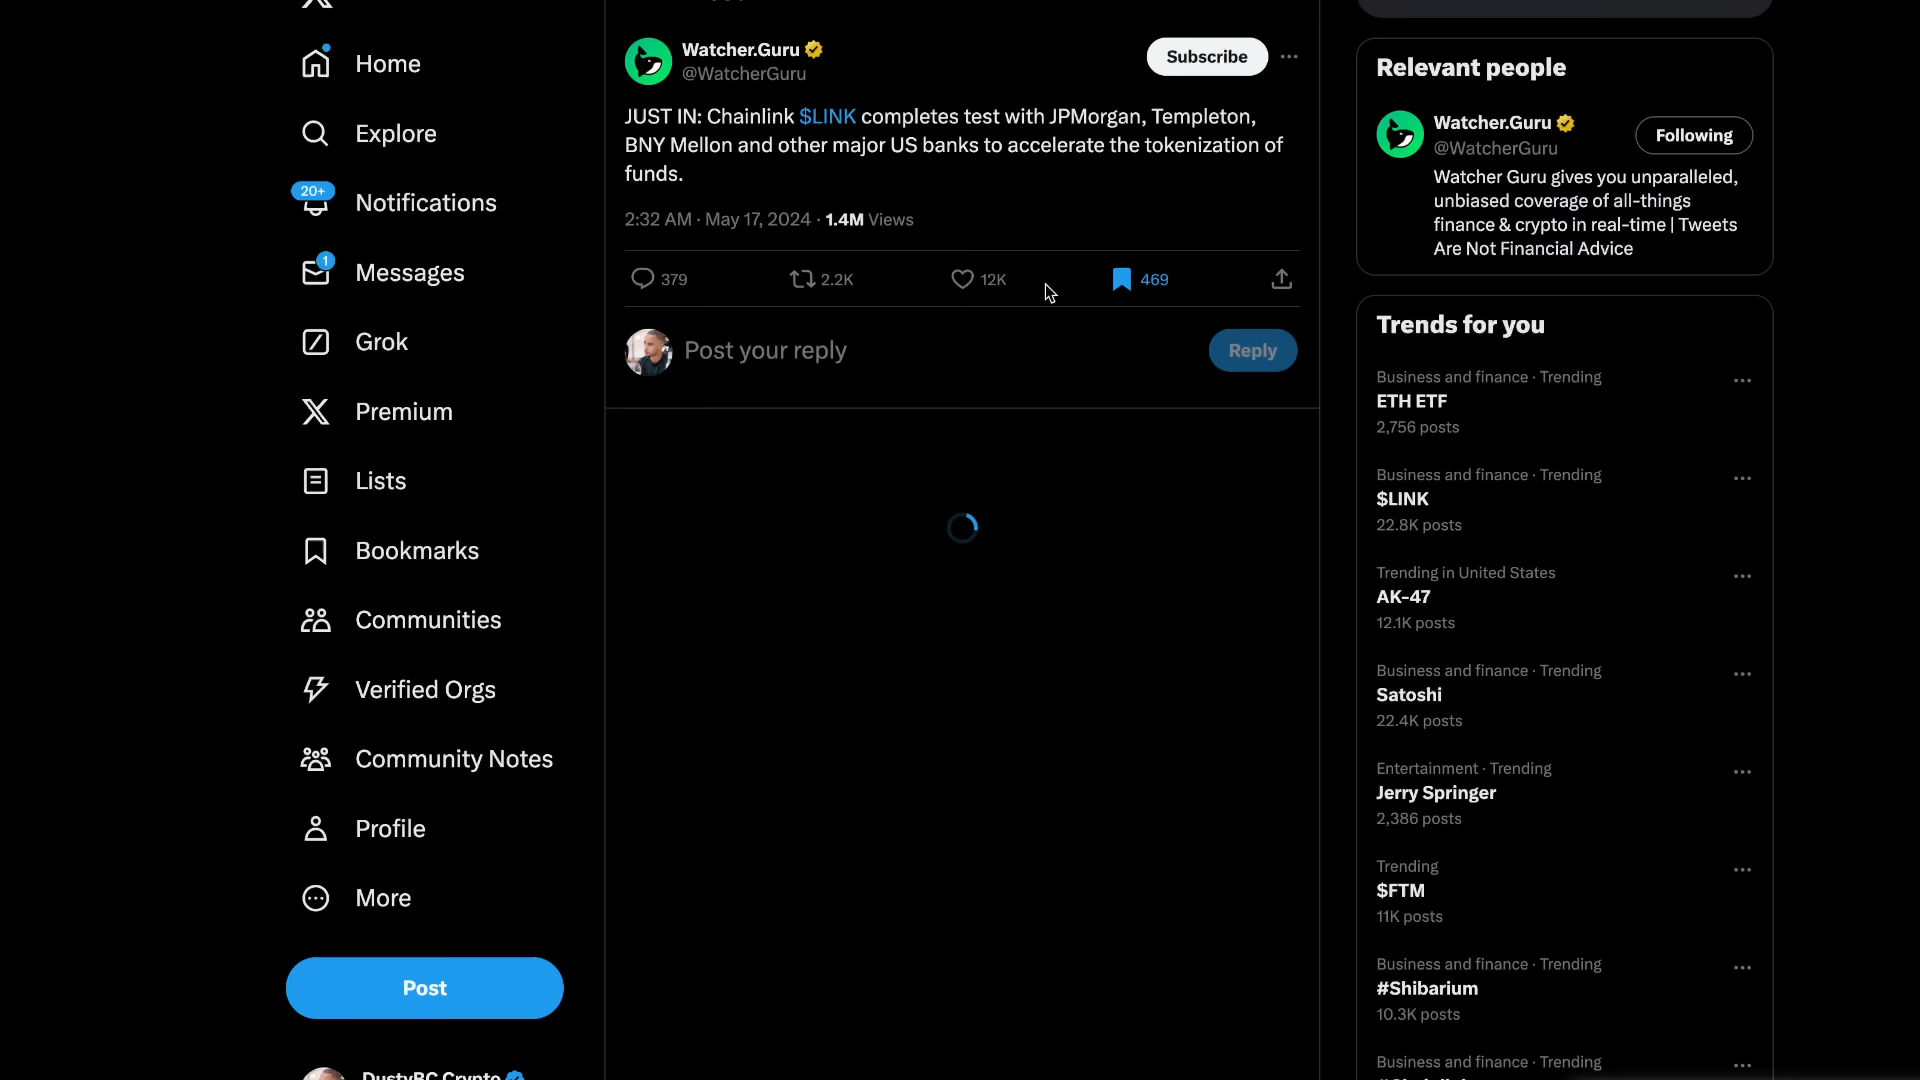 Home
Explore
20+
Notifications
1
Messages
Grok
Premium
Lists
Bookmarks
Communities
Verified Orgs
Community Notes
Profile
More
Post
DustyBC Crypto
Watcher.Guru
@WatcherGuru
Subscribe
JUST IN: Chainlink $LINK completes test with JPMorgan, Templeton,
BNY Mellon and other major US banks to accelerate the tokenization of
funds.
2:32 AM · May 17, 2024 · 1.4M Views
379 2.2K 12K 469
Post your reply
Reply
Relevant people
Watcher.Guru
@WatcherGuru
Following
Watcher Guru gives you unparalleled,
unbiased coverage of all-things
finance & crypto in real-time | Tweets
Are Not Financial Advice
Trends for you
Business and finance · Trending
ETH ETF
2,756 posts
Business and finance · Trending
$LINK
22.8K posts
Trending in United States
AK-47
12.1K posts
Business and finance · Trending
Satoshi
22.4K posts
Entertainment · Trending
Jerry Springer
2,386 posts
Trending
$FTM
11K posts
Business and finance · Trending
#Shibarium
10.3K posts
Business and finance · Trending